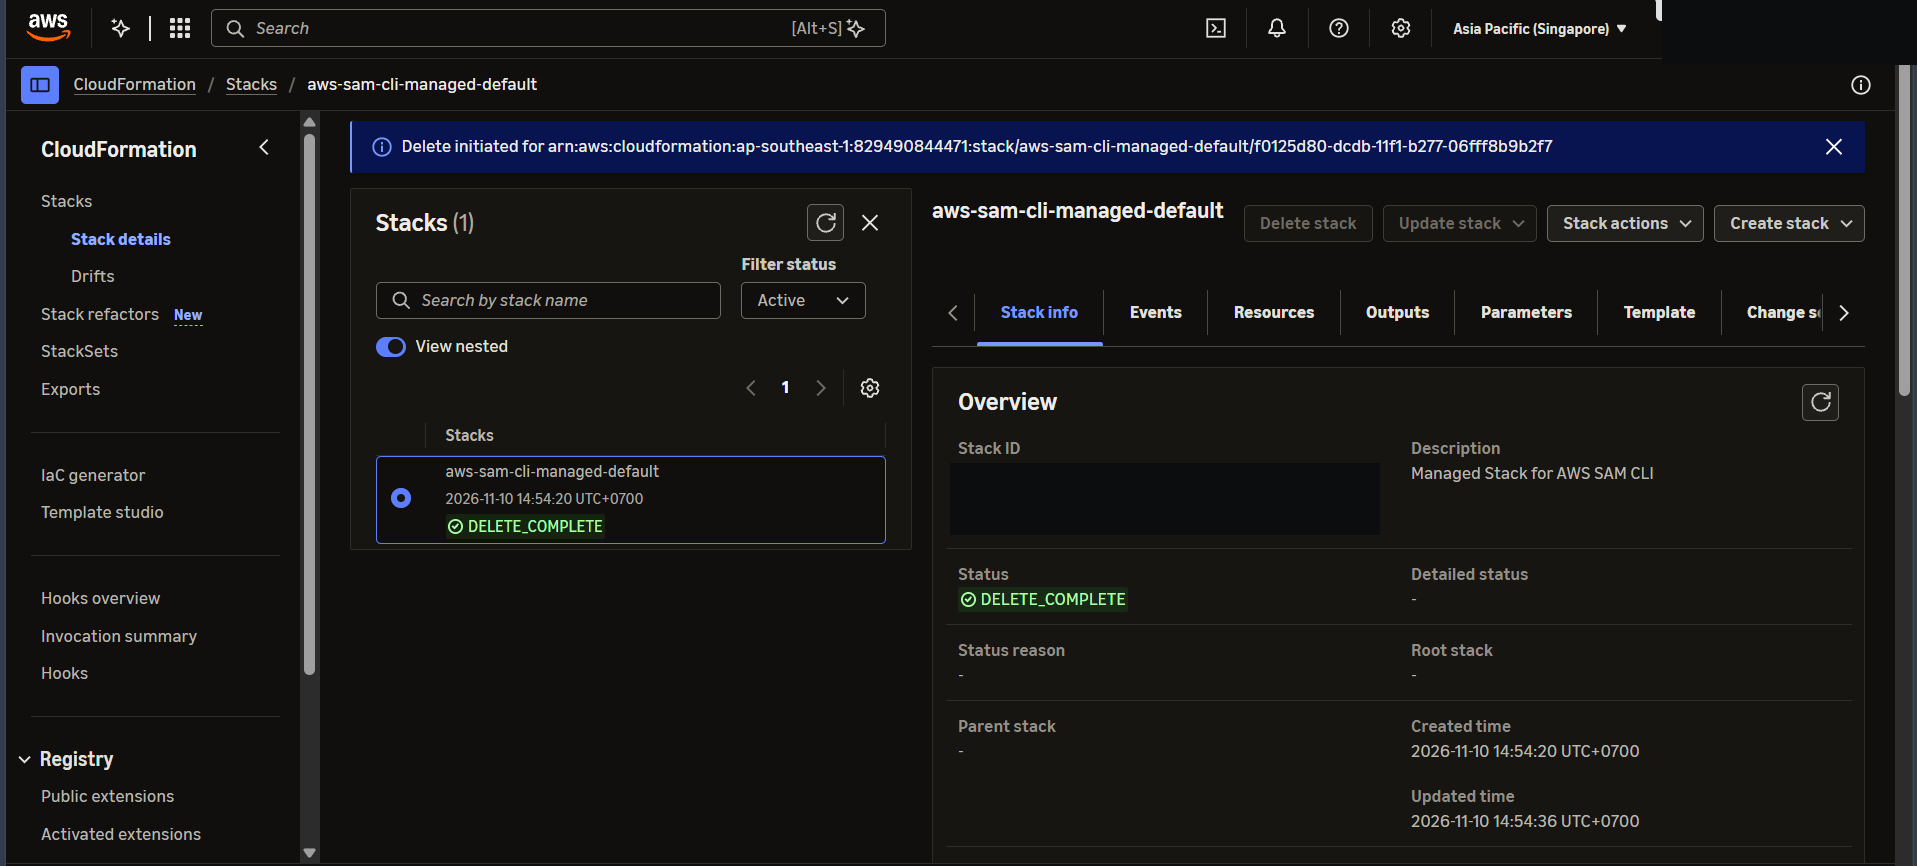 aws
Search
[Alt+S]
Asia Pacific (Singapore)
CloudFormation / Stacks / aws-sam-cli-managed-default
CloudFormation
Stacks
Stack details
Drifts
Stack refactors New
StackSets
Exports
IaC generator
Template studio
Hooks overview
Invocation summary
Hooks
Registry
Public extensions
Activated extensions
Delete initiated for arn:aws:cloudformation:ap-southeast-1:829490844471:stack/aws-sam-cli-managed-default/f0125d80-dcdb-11f1-b277-06fff8b9b2f7
Stacks (1)
Filter status
Search by stack name
Active
View nested
1
Stacks
aws-sam-cli-managed-default
2026-11-10 14:54:20 UTC+0700
DELETE_COMPLETE
aws-sam-cli-managed-default
Delete stack
Update stack
Stack actions
Create stack
Stack info
Events
Resources
Outputs
Parameters
Template
Change s
Overview
Stack ID
Description
Managed Stack for AWS SAM CLI
Status
DELETE_COMPLETE
Detailed status
-
Status reason
-
Root stack
-
Parent stack
-
Created time
2026-11-10 14:54:20 UTC+0700
Updated time
2026-11-10 14:54:36 UTC+0700